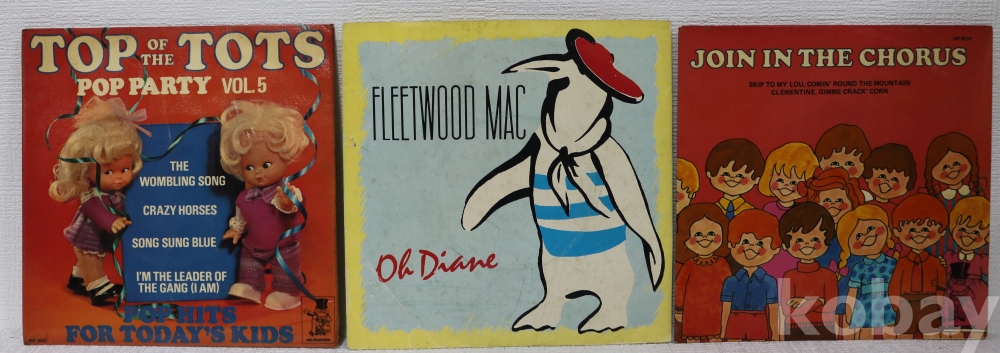 TOP OF THE TOTS
POP PARTY VOL.5
THE
WOMBLING SONG
CRAZY HORSES
SONG SUNG BLUE
I'M THE LEADER OF
THE GANG (I AM)
POP HITS
FOR TODAY'S KIDS
FLEETWOOD MAC
Oh Diane
JOIN IN THE CHORUS
SKIP TO MY LOU, COMIN' ROUND THE MOUNTAIN
CLEMENTINE, GIMME CRACK' CORN
kobay